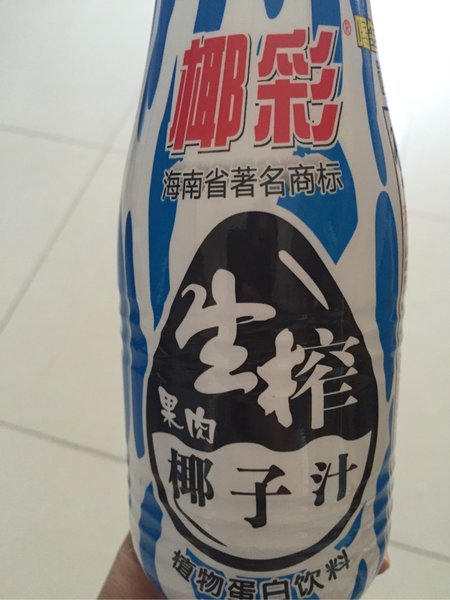 椰彩®
海南省著名商标
生榨
果肉
椰子汁
植物蛋白饮料